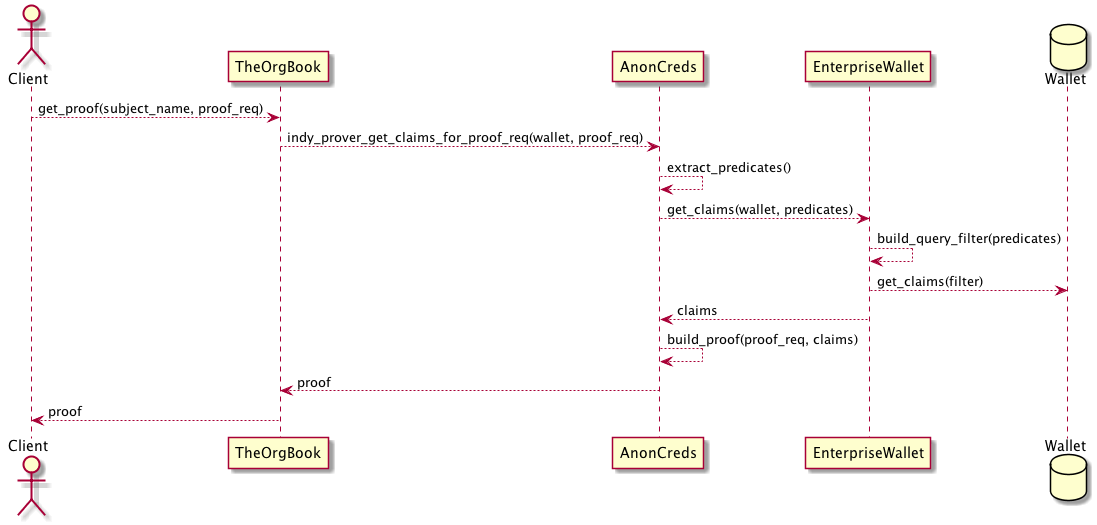 Client
TheOrgBook
AnonCreds
EnterpriseWallet
Wallet
get_proof(subject_name, proof_req)
indy_prover_get_claims_for_proof_req(wallet, proof_req)
extract_predicates()
get_claims(wallet, predicates)
build_query_filter(predicates)
get_claims(filter)
claims
build_proof(proof_req, claims)
proof
proof
Client
TheOrgBook
AnonCreds
EnterpriseWallet
Wallet